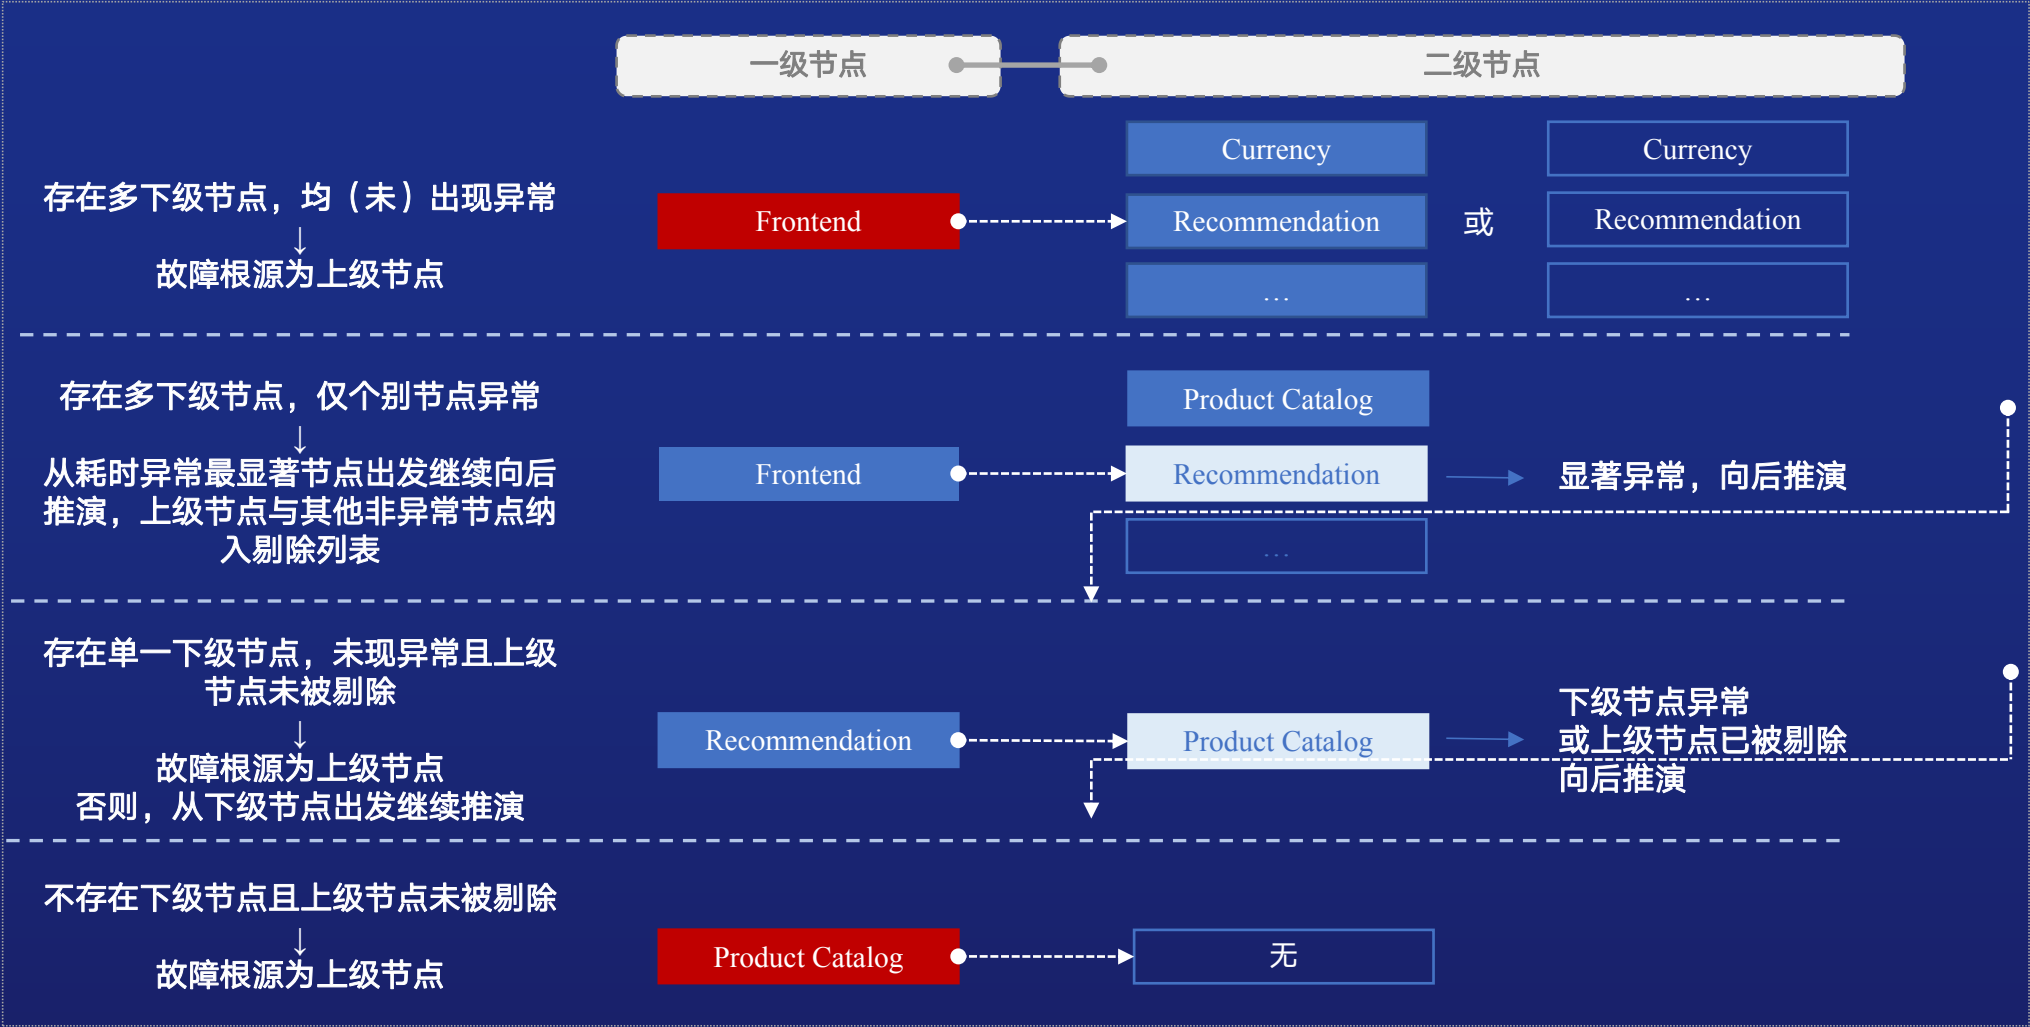 一级节点
二级节点
存在多下级节点，均（未）出现异常
↓
故障根源为上级节点
Frontend
Currency
Recommendation
…
或
Currency
Recommendation
…
存在多下级节点，仅个别节点异常
↓
从耗时异常最显著节点出发继续向后
推演，上级节点与其他非异常节点纳
入剔除列表
Frontend
Product Catalog
Recommendation
…
显著异常，向后推演
存在单一下级节点，未现异常且上级
节点未被剔除
↓
故障根源为上级节点
否则，从下级节点出发继续推演
Recommendation
Product Catalog
下级节点异常
或上级节点已被剔除
向后推演
不存在下级节点且上级节点未被剔除
↓
故障根源为上级节点
Product Catalog
无